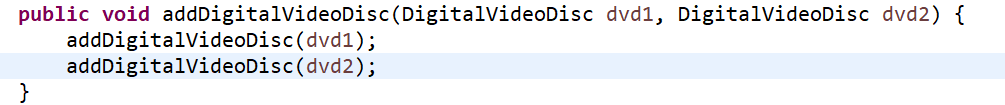 public void addDigitalVideoDisc(DigitalVideoDisc dvd1, DigitalVideoDisc dvd2) {
    addDigitalVideoDisc(dvd1);
    addDigitalVideoDisc(dvd2);
}